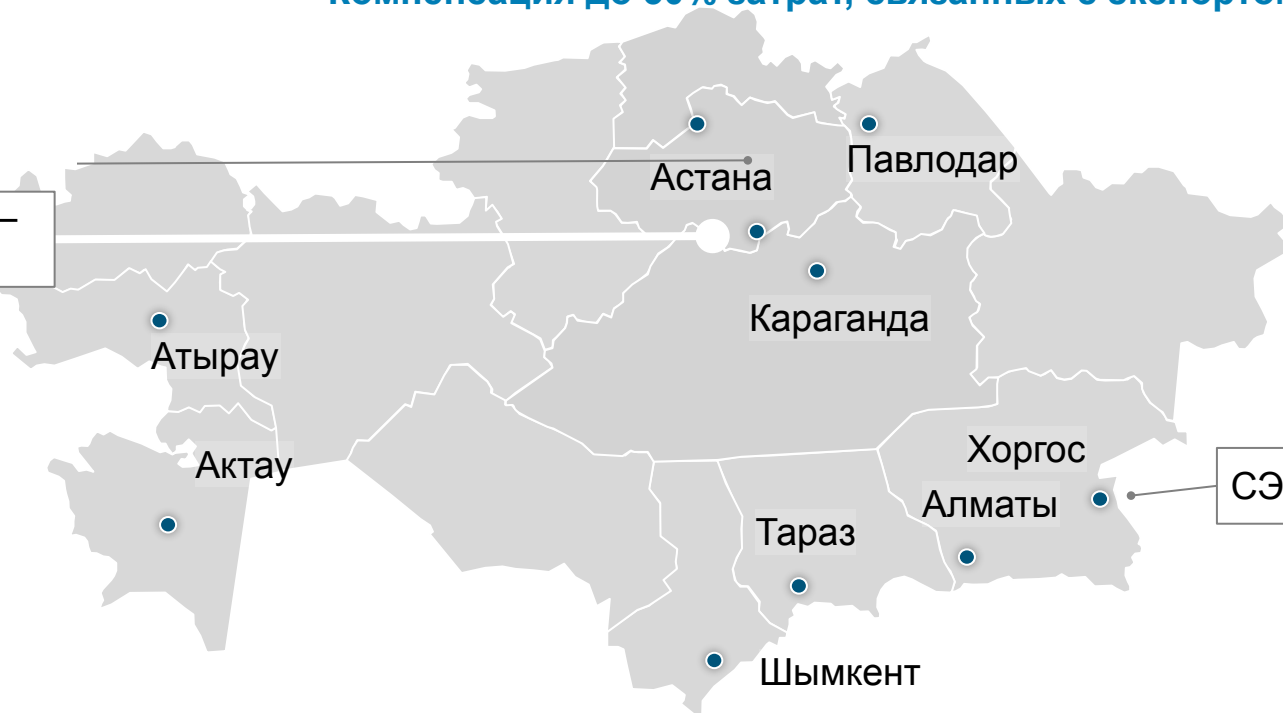 Павлодар
Астана
–
Караганда
Атырау
Хоргос
Актау
СЭ
Алматы
Тараз
Шымкент